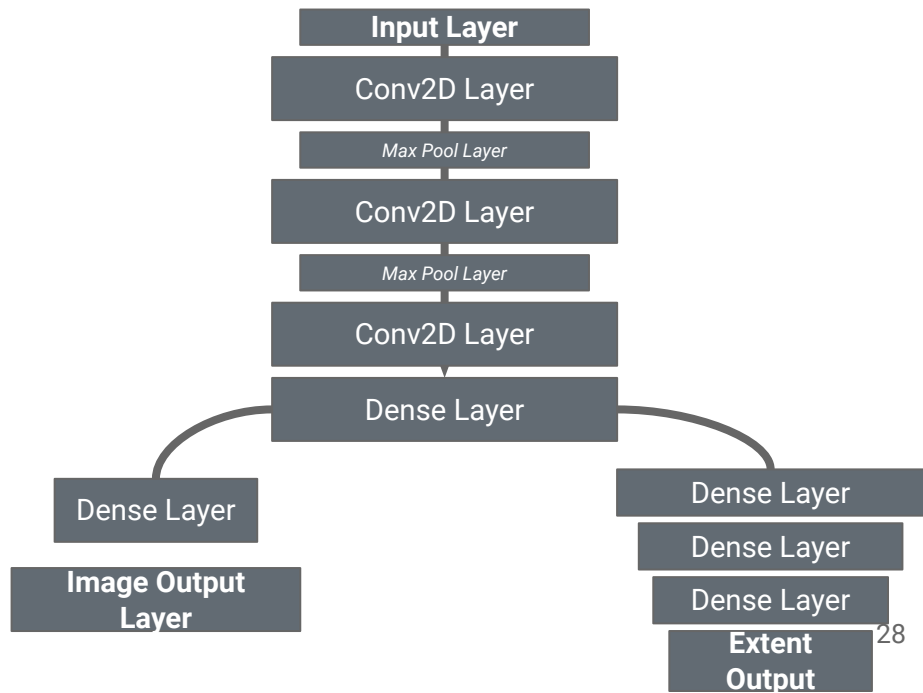 Input Layer
Conv2D Layer
Max Pool Layer
Conv2D Layer
Max Pool Layer
Conv2D Layer
Dense Layer
Dense Layer
Image Output
Layer
Dense Layer
Dense Layer
Dense Layer
Extent
Output
28